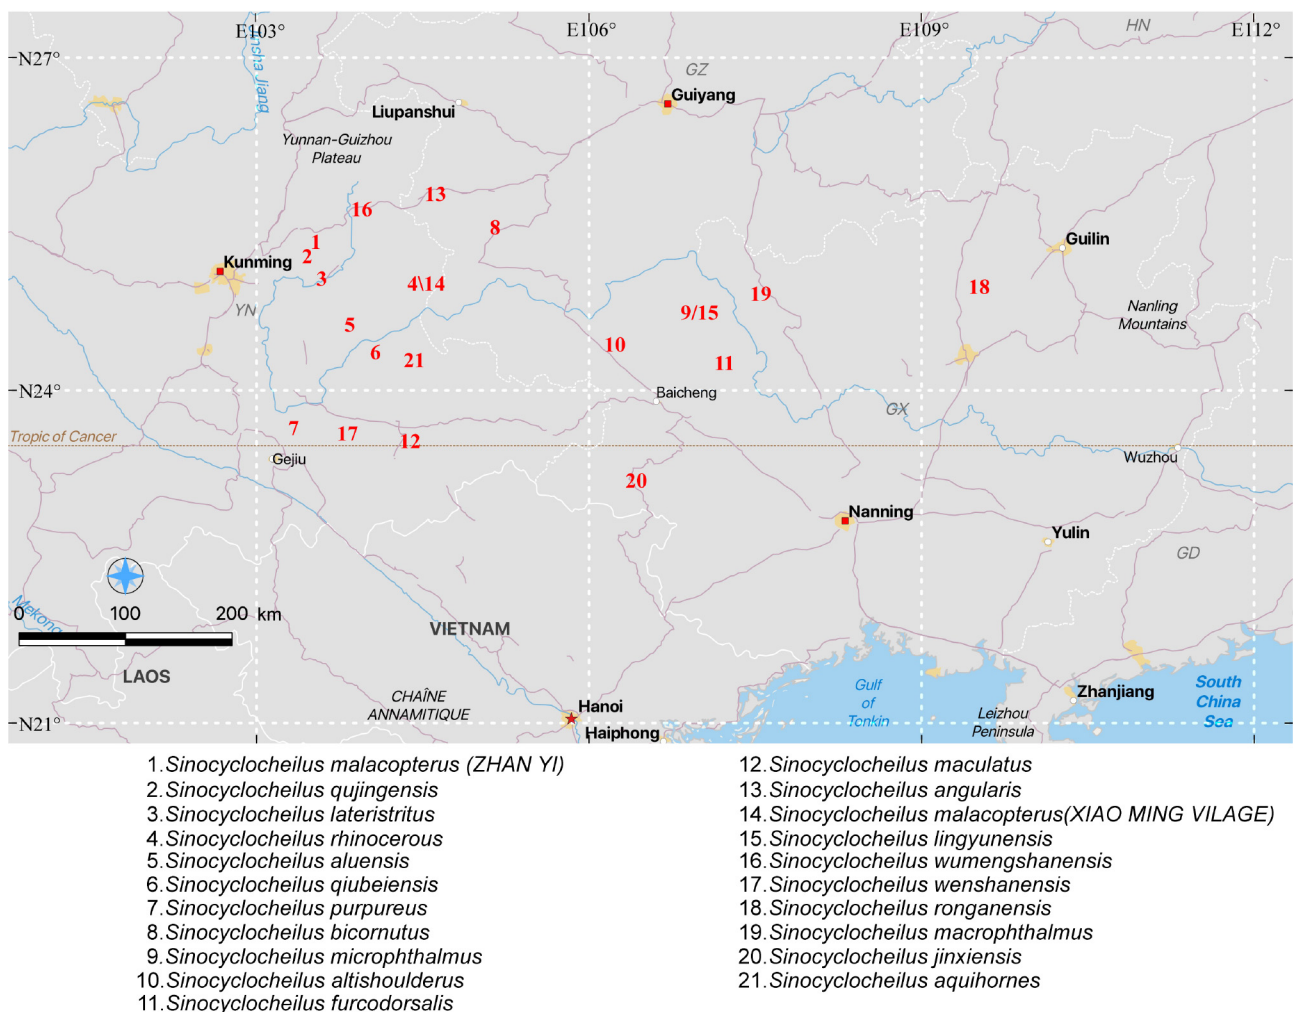 E103°
E106°
E109°
E112°
HN
N27°
GZ
Jiang
Guiyang
Liupanshui
Yunnan-Guizhou
Plateau
13
16
8
1
2
Guilin
Kunming
3
4\14
19
18
YN
9/15
Nanling
Mountains
5
10
6
21
11
N24°
Baicheng
GX
7
17
12
Tropic of Cancer
Gejiu
Wuzhou
20
Nanning
Yulin
GD
Mekong
0 100 200 km
VIETNAM
LAOS
CHAÎNE
ANNAMITIQUE
Gulf
of
Tonkin
South
China
Sea
Zhanjiang
Leizhou
Peninsula
Hanoi
Haiphong
N21°
1.Sinocyclocheilus malacopterus (ZHAN YI)
2.Sinocyclocheilus qujingensis
3.Sinocyclocheilus lateristritus
4.Sinocyclocheilus rhinocerous
5.Sinocyclocheilus aluensis
6.Sinocyclocheilus qiubeiensis
7.Sinocyclocheilus purpureus
8.Sinocyclocheilus bicornutus
9.Sinocyclocheilus microphthalmus
10.Sinocyclocheilus altishoulderus
11.Sinocyclocheilus furcodorsalis
12.Sinocyclocheilus maculatus
13.Sinocyclocheilus angularis
14.Sinocyclocheilus malacopterus(XIAO MING VILAGE)
15.Sinocyclocheilus lingyunensis
16.Sinocyclocheilus wumengshanensis
17.Sinocyclocheilus wenshanensis
18.Sinocyclocheilus ronganensis
19.Sinocyclocheilus macrophthalmus
20.Sinocyclocheilus jinxiensis
21.Sinocyclocheilus aquihornes